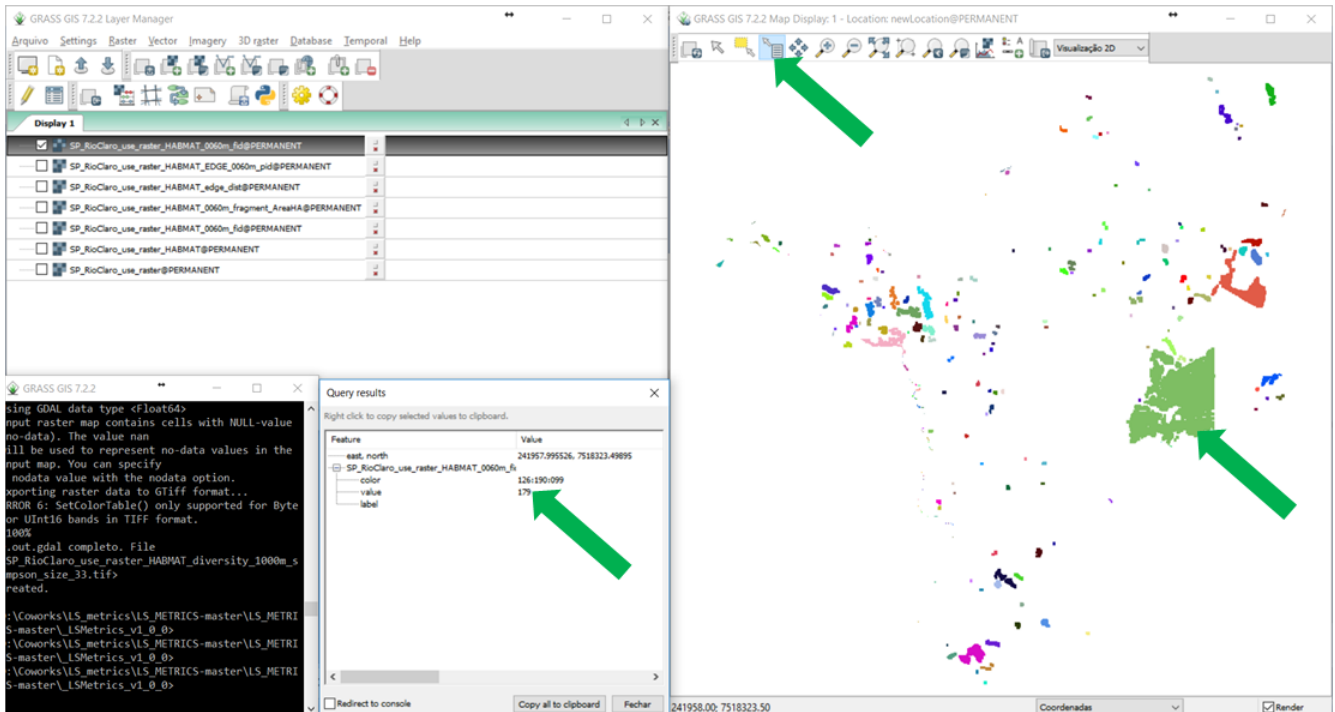 GRASS GIS 7.2.2 Layer Manager
Arquivo Settings Raster Vector Imagery 3D raster Database Temporal Help
Display 1
SP_RioClaro_use_raster_HABMAT_0060m_fid@PERMANENT
SP_RioClaro_use_raster_HABMAT_EDGE_0060m_pid@PERMANENT
SP_RioClaro_use_raster_HABMAT_edge_dist@PERMANENT
SP_RioClaro_use_raster_HABMAT_0060m_fragment_AreaHA@PERMANENT
SP_RioClaro_use_raster_HABMAT_0060m_fid@PERMANENT
SP_RioClaro_use_raster_HABMAT@PERMANENT
SP_RioClaro_use_raster@PERMANENT
GRASS GIS 7.2.2
sing GDAL data type <Float64>
nput raster map contains cells with NULL-value
no-data). The value nan
ill be used to represent no-data values in the
nput map. You can specify
nodata value with the nodata option.
xporting raster data to GTiff format...
RROR 6: SetColorTable() only supported for Byte
or UInt16 bands in TIFF format.
100%
.out.gdal completo. File
SP_RioClaro_use_raster_HABMAT_diversity_1000m_s
mpson_size_33.tif>
reated.
:\Coworks\LS_metrics\LS_METRICS-master\LS_METRI
S-master\_LSMetrics_v1_0_0>
:\Coworks\LS_metrics\LS_METRICS-master\LS_METRI
S-master\_LSMetrics_v1_0_0>
:\Coworks\LS_metrics\LS_METRICS-master\LS_METRI
S-master\_LSMetrics_v1_0_0>
Query results
Right click to copy selected values to clipboard.
Feature Value
east, north 241957.995526, 7518323.49895
SP_RioClaro_use_raster_HABMAT_0060m_fi
color 126:190:099
value 179
label
Redirect to console Copy all to clipboard Fechar
GRASS GIS 7.2.2 Map Display: 1 - Location: newLocation@PERMANENT
Visualização 2D
241958.00; 7518323.50 Coordenadas Render